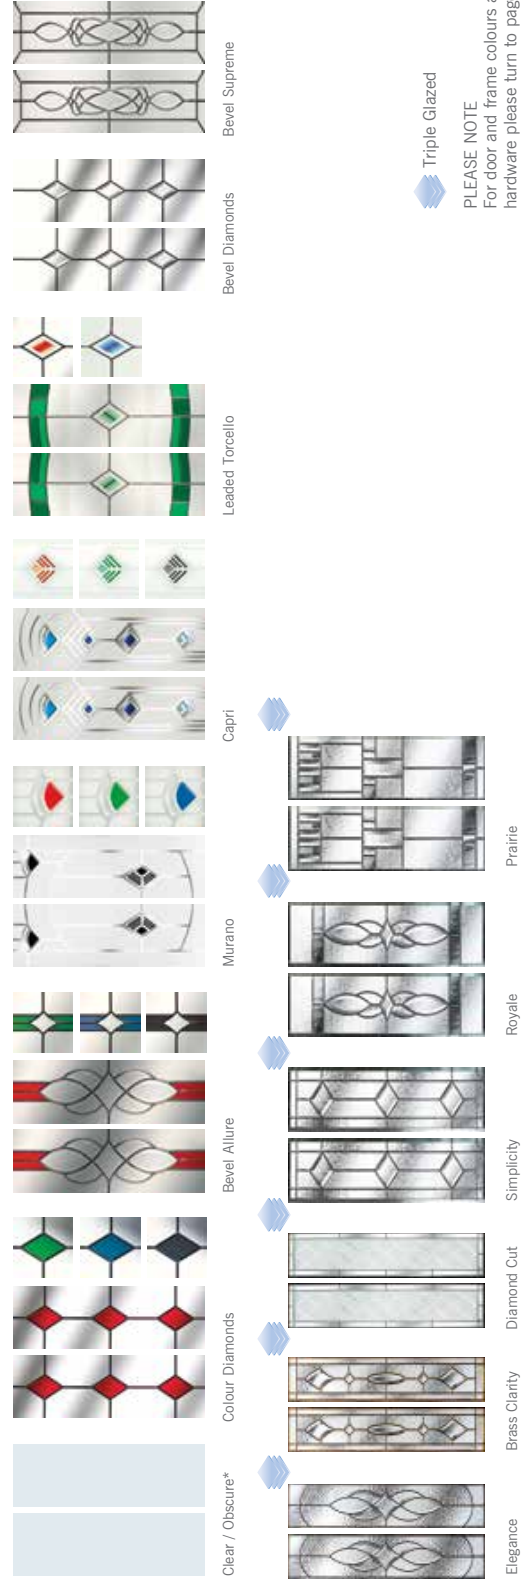 Clear / Obscure*
Colour Diamonds
Bevel Allure
Murano
Capri
Leaded Torcello
Bevel Diamonds
Bevel Supreme
Elegance
Brass Clarity
Diamond Cut
Simplicity
Royale
Prairie
Triple Glazed
PLEASE NOTE
For door and frame colours
hardware please turn to